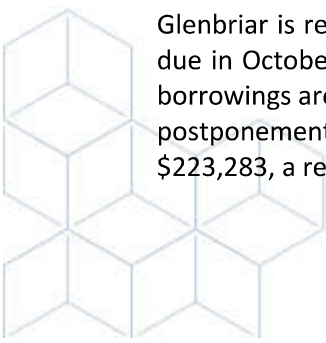 Glenbriar is re
due in Octobe
borrowings are
postponement
$223,283, a re